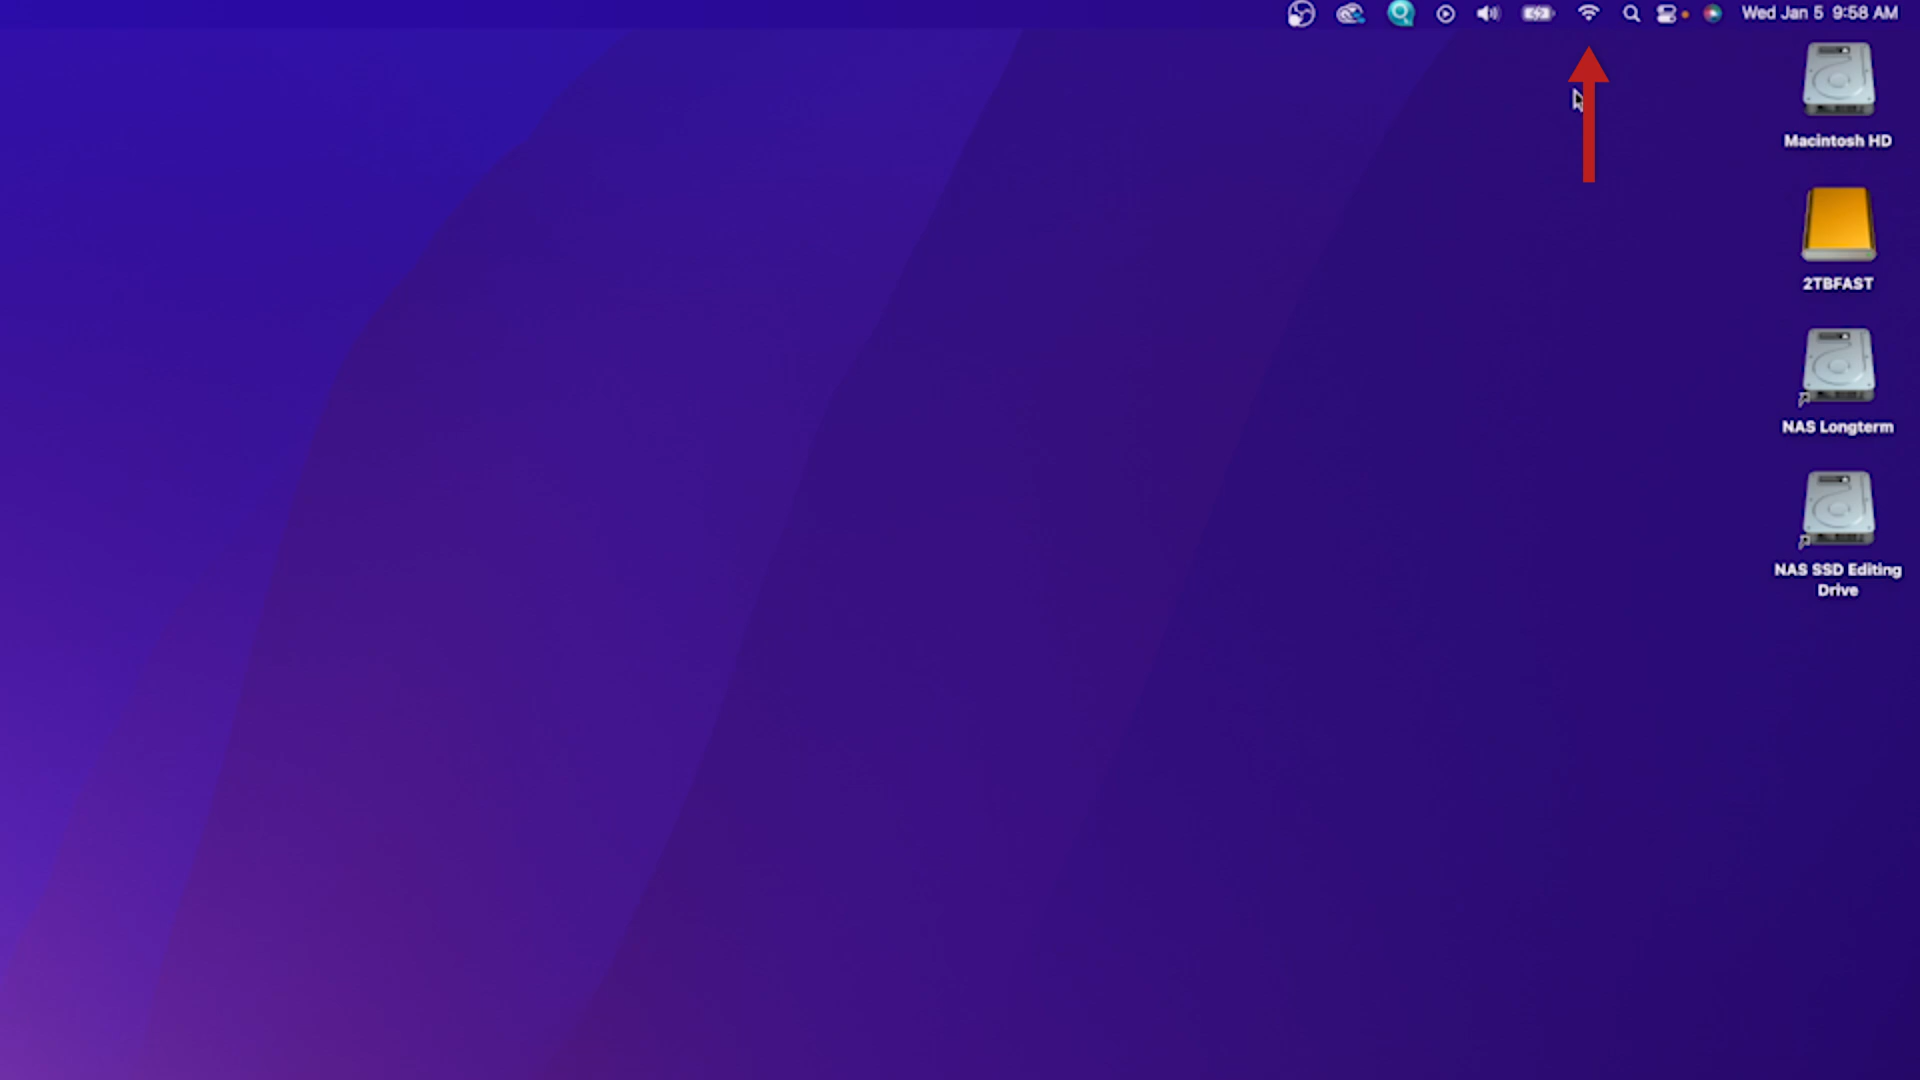 Wed Jan 5 9:58 AM
Macintosh HD
2TBFAST
NAS Longterm
NAS SSD Editing
Drive